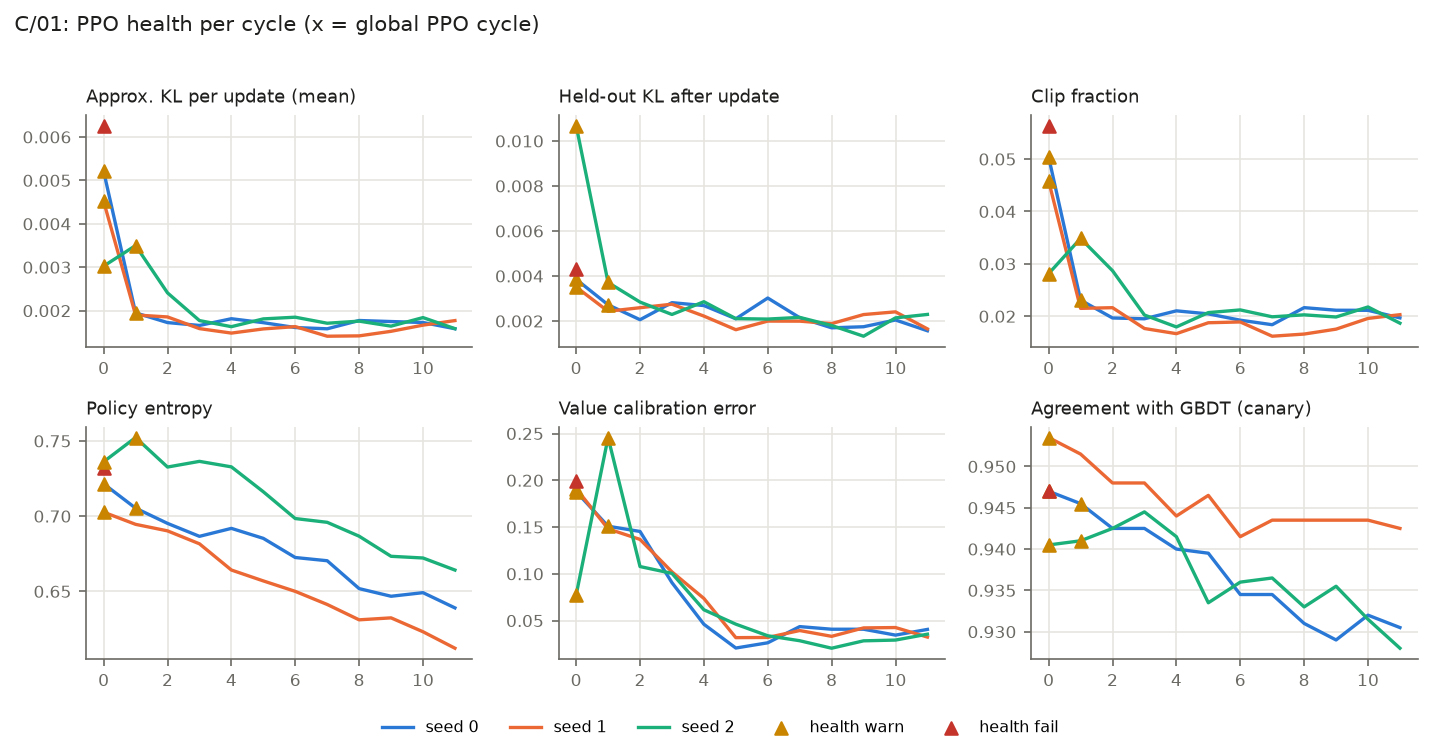 C/01: PPO health per cycle (x = global PPO cycle)
Approx. KL per update (mean)
0.006
0.005
0.004
0.003
0.002
0 2 4 6 8 10
Held-out KL after update
0.010
0.008
0.006
0.004
0.002
0 2 4 6 8 10
Clip fraction
0.05
0.04
0.03
0.02
0 2 4 6 8 10
Policy entropy
0.75
0.70
0.65
0 2 4 6 8 10
Value calibration error
0.25
0.20
0.15
0.10
0.05
0 2 4 6 8 10
Agreement with GBDT (canary)
0.950
0.945
0.940
0.935
0.930
0 2 4 6 8 10
seed 0 seed 1 seed 2 health warn health fail